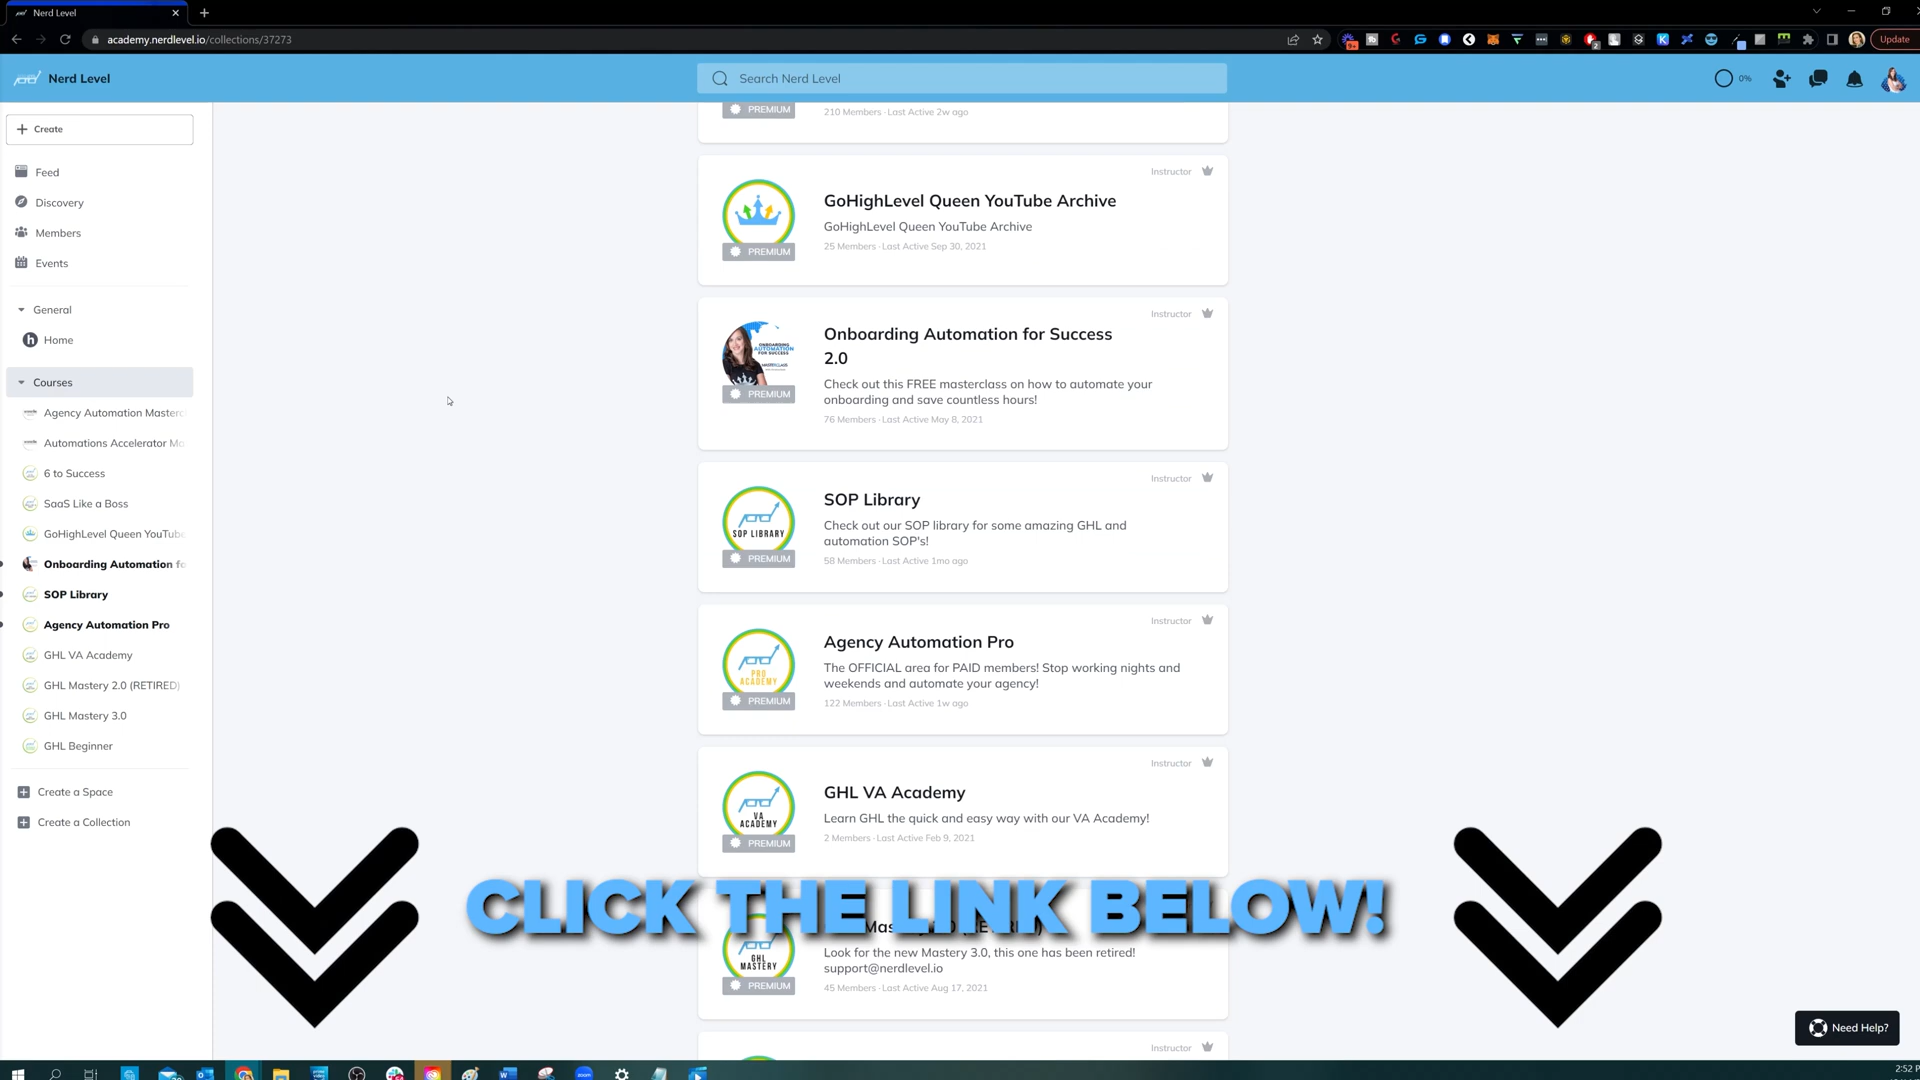 Nerd Level
academy.nerdlevel.io/collections/37273
Update
Nerd Level
Search Nerd Level
0%
Create
Feed
Discovery
Members
Events
General
Home
Courses
Agency Automation Masterc
Automations Accelerator Ma
6 to Success
SaaS Like a Boss
GoHighLevel Queen YouTube
Onboarding Automation fo
SOP Library
Agency Automation Pro
GHL VA Academy
GHL Mastery 2.0 (RETIRED)
GHL Mastery 3.0
GHL Beginner
Create a Space
Create a Collection
PREMIUM
210 Members · Last Active 2w ago
Instructor
GoHighLevel Queen YouTube Archive
GoHighLevel Queen YouTube Archive
25 Members · Last Active Sep 30, 2021
PREMIUM
Instructor
Onboarding Automation for Success
2.0
Check out this FREE masterclass on how to automate your
onboarding and save countless hours!
76 Members · Last Active May 8, 2021
ONBOARDING
AUTOMATION
FOR SUCCESS
MASTERCLASS
PREMIUM
Instructor
SOP Library
Check out our SOP library for some amazing GHL and
automation SOP's!
58 Members · Last Active 1mo ago
SOP LIBRARY
PREMIUM
Instructor
Agency Automation Pro
The OFFICIAL area for PAID members! Stop working nights and
weekends and automate your agency!
122 Members · Last Active 1w ago
PRO
ACADEMY
PREMIUM
Instructor
GHL VA Academy
Learn GHL the quick and easy way with our VA Academy!
2 Members · Last Active Feb 9, 2021
VA
ACADEMY
PREMIUM
CLICK THE LINK BELOW!
Look for the new Mastery 3.0, this one has been retired!
support@nerdlevel.io
45 Members · Last Active Aug 17, 2021
GHL
MASTERY
PREMIUM
Instructor
Need Help?
2:52